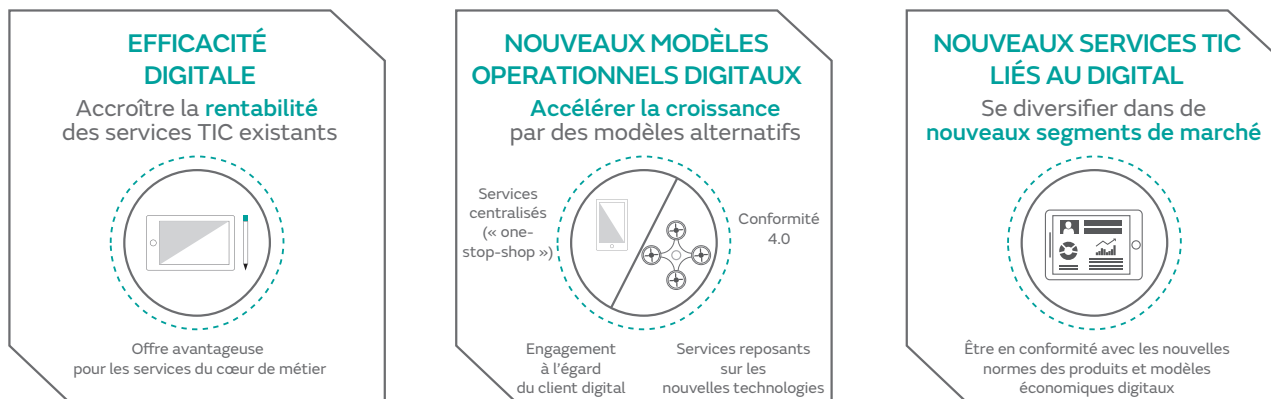 EFFICACITÉ
DIGITALE
Accroître la rentabilité
des services TIC existants
Offre avantageuse
pour les services du cœur de métier
NOUVEAUX MODÈLES
OPERATIONNELS DIGITAUX
Accélérer la croissance
par des modèles alternatifs
Services
centralisés
(« one-
stop-shop »)
Conformité
4.0
Engagement
à l’égard
du client digital
Services reposants
sur les
nouvelles technologies
NOUVEAUX SERVICES TIC
LIÉS AU DIGITAL
Se diversifier dans de
nouveaux segments de marché
Être en conformité avec les nouvelles
normes des produits et modèles
économiques digitaux